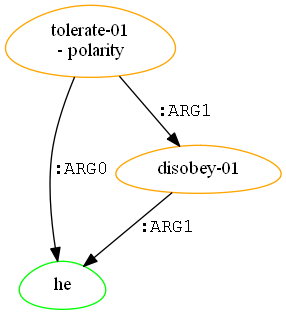 tolerate-01
- polarity
:ARG1
:ARG0
disobey-01
:ARG1
he